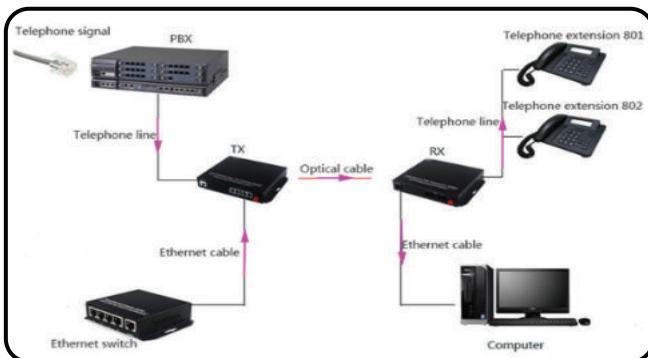 Telephone signal
PBX
Telephone extension 801
Telephone extension 802
Telephone line
Telephone line
TX
Optical cable
RX
Ethernet cable
Ethernet cable
Ethernet switch
Computer